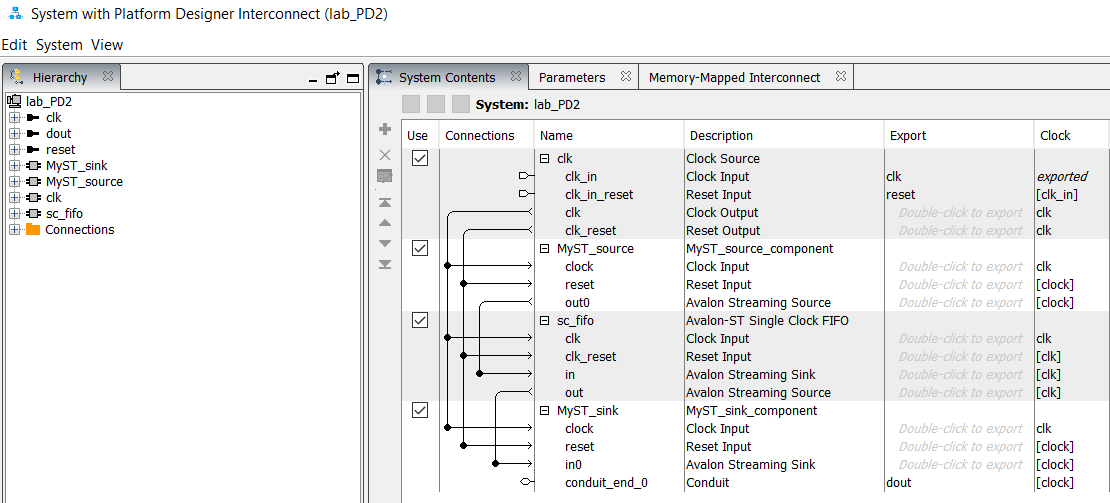 System with Platform Designer Interconnect (lab_PD2)
Edit System View
Hierarchy
lab_PD2
clk
dout
reset
MyST_sink
MyST_source
clk
sc_fifo
Connections
System Contents Parameters Memory-Mapped Interconnect
System: lab_PD2
Use Connections Name Description Export Clock
clk Clock Source
clk_in Clock Input clk exported
clk_in_reset Reset Input reset [clk_in]
clk Clock Output Double-click to export clk
clk_reset Reset Output Double-click to export clk
MyST_source MyST_source_component
clock Clock Input Double-click to export clk
reset Reset Input Double-click to export [clock]
out0 Avalon Streaming Source Double-click to export [clock]
sc_fifo Avalon-ST Single Clock FIFO
clk Clock Input Double-click to export clk
clk_reset Reset Input Double-click to export [clk]
in Avalon Streaming Sink Double-click to export [clk]
out Avalon Streaming Source Double-click to export [clk]
MyST_sink MyST_sink_component
clock Clock Input Double-click to export clk
reset Reset Input Double-click to export [clock]
in0 Avalon Streaming Sink Double-click to export [clock]
conduit_end_0 Conduit dout [clock]